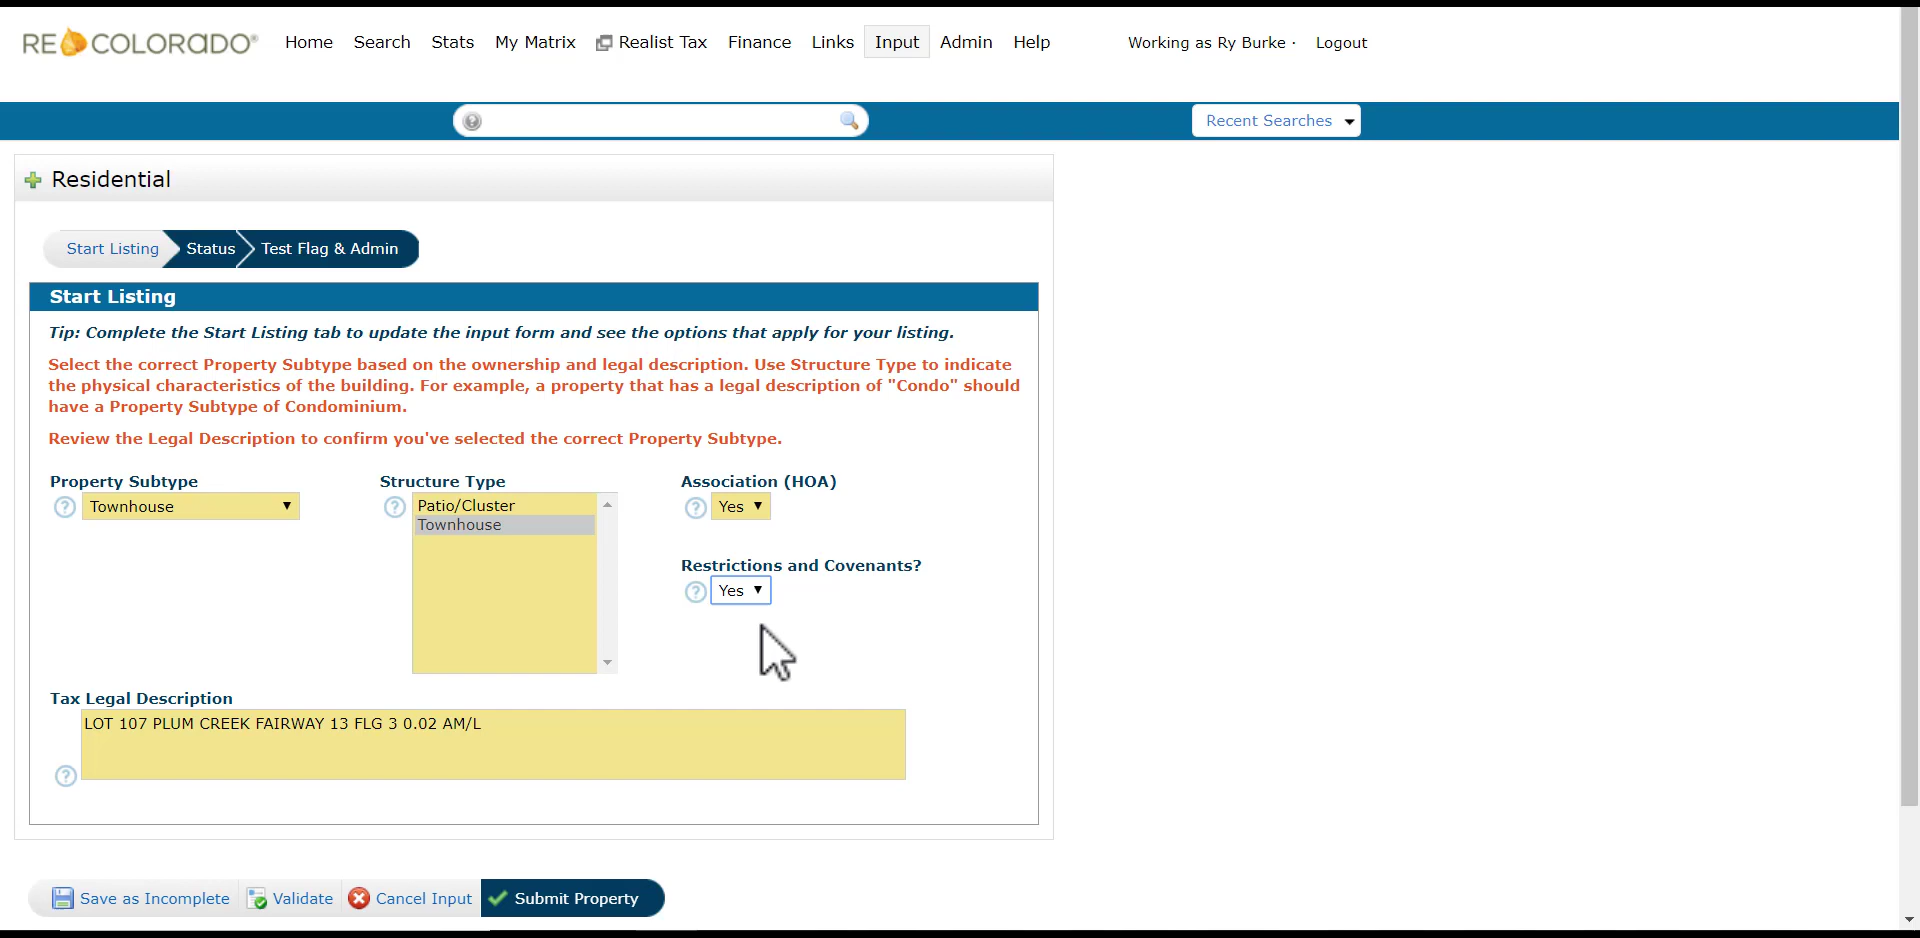 RECOLORADO®
Home Search Stats My Matrix Realist Tax Finance Links Input Admin Help Working as Ry Burke · Logout
Recent Searches
Residential
Start Listing Status Test Flag & Admin
Start Listing
Tip: Complete the Start Listing tab to update the input form and see the options that apply for your listing.
Select the correct Property Subtype based on the ownership and legal description. Use Structure Type to indicate
the physical characteristics of the building. For example, a property that has a legal description of "Condo" should
have a Property Subtype of Condominium.
Review the Legal Description to confirm you've selected the correct Property Subtype.
Property Subtype Structure Type Association (HOA)
? Townhouse ? Patio/Cluster ? Yes
Townhouse
Restrictions and Covenants?
? Yes
Tax Legal Description
LOT 107 PLUM CREEK FAIRWAY 13 FLG 3 0.02 AM/L
?
Save as Incomplete Validate Cancel Input Submit Property